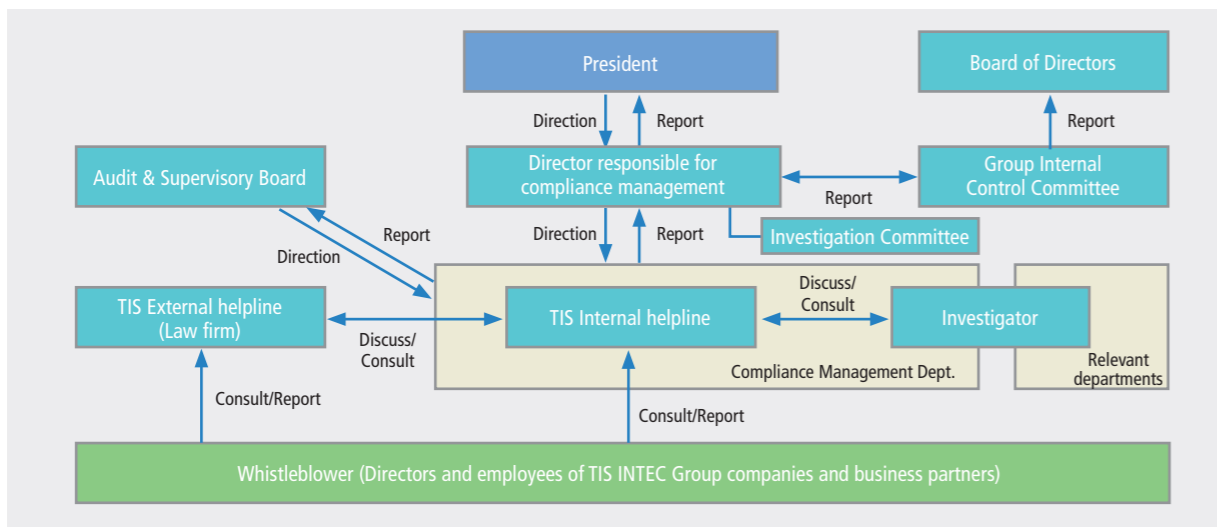 President
Board of Directors
Direction
Report
Report
Audit & Supervisory Board
Director responsible for
compliance management
Group Internal
Control Committee
Report
Report
Direction
Direction
Report
Investigation Committee
TIS External helpline
(Law firm)
Discuss/
Consult
TIS Internal helpline
Discuss/
Consult
Investigator
Compliance Management Dept.
Relevant
departments
Consult/Report
Consult/Report
Whistleblower (Directors and employees of TIS INTEC Group companies and business partners)